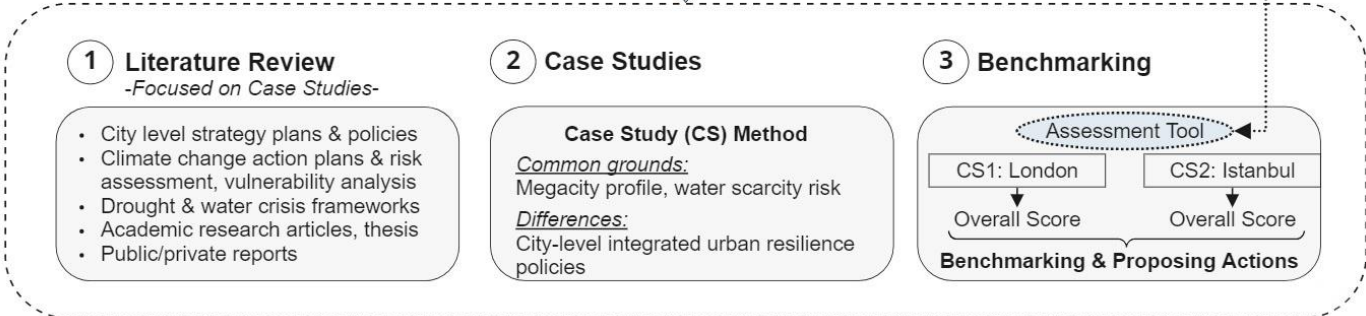 1 Literature Review
-Focused on Case Studies-
• City level strategy plans & policies
• Climate change action plans & risk
assessment, vulnerability analysis
• Drought & water crisis frameworks
• Academic research articles, thesis
• Public/private reports
2 Case Studies
Case Study (CS) Method
Common grounds:
Megacity profile, water scarcity risk
Differences:
City-level integrated urban resilience
policies
3 Benchmarking
Assessment Tool
CS1: London
CS2: Istanbul
Overall Score
Overall Score
Benchmarking & Proposing Actions